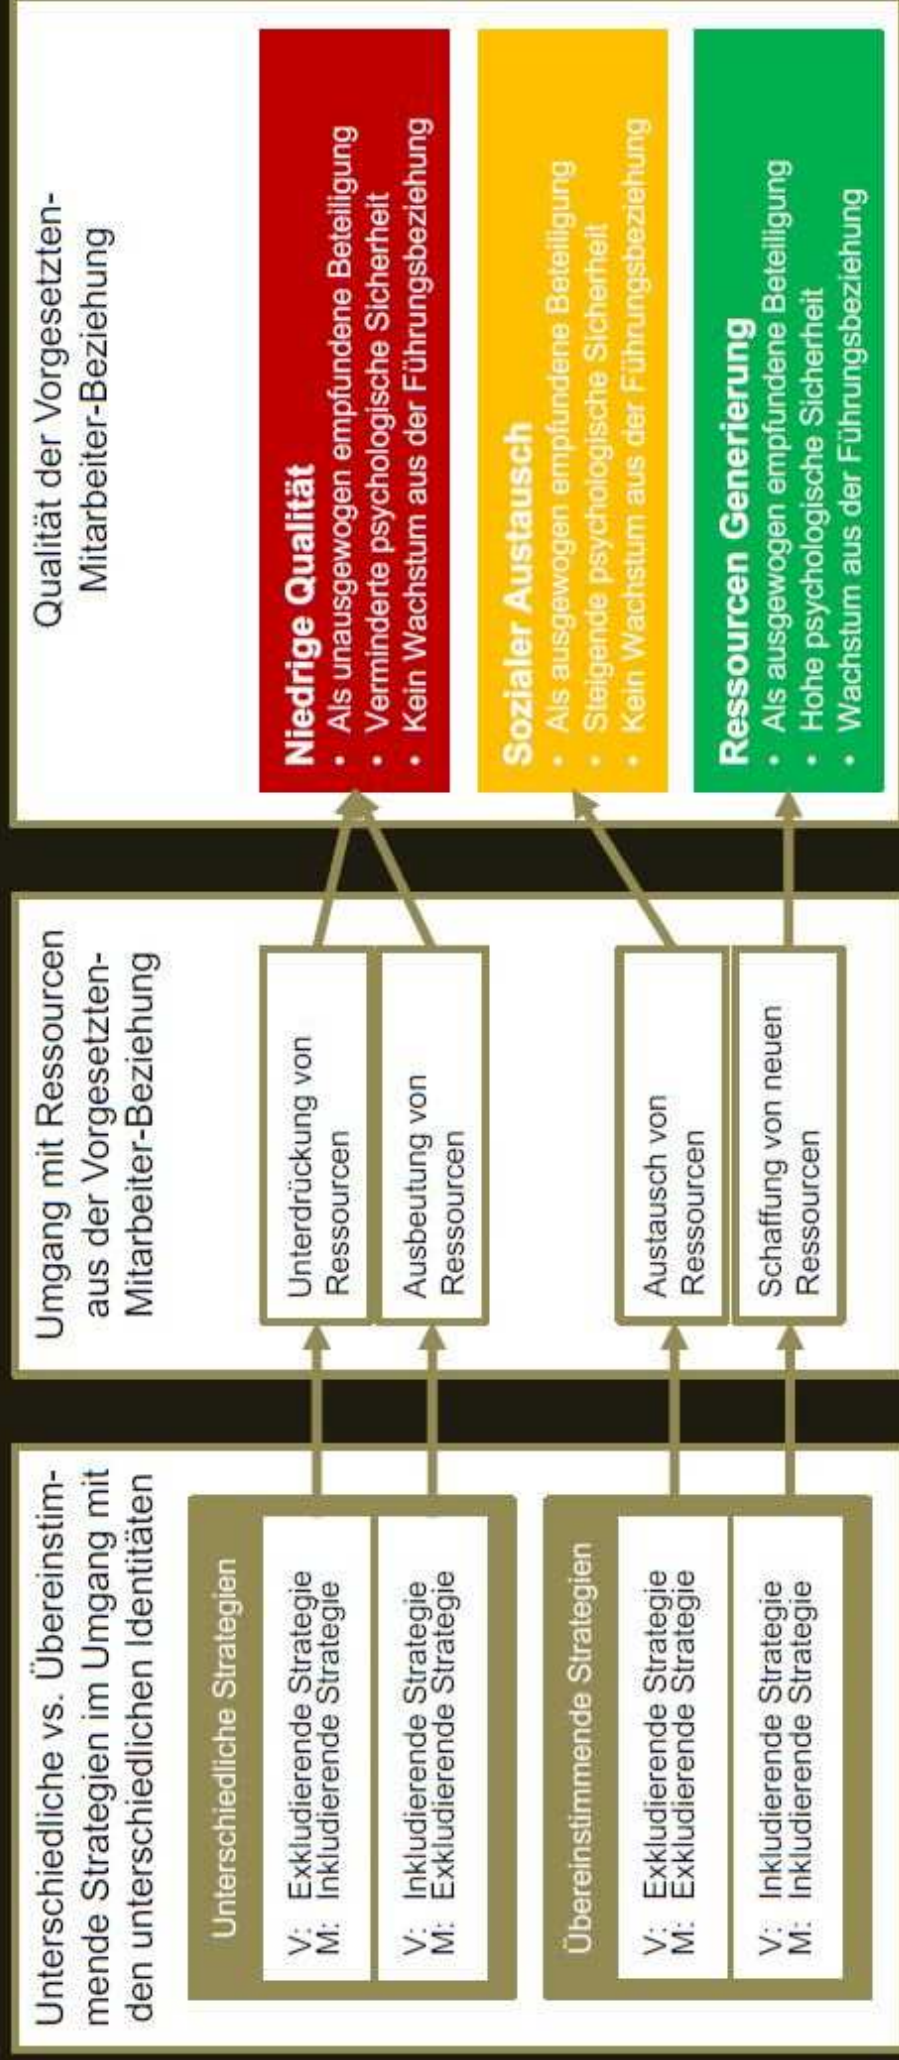 Unterschiedliche vs. Übereinstim-
mende Strategien im Umgang mit
den unterschiedlichen Identitäten
Unterschiedliche Strategien
V: Exkludierende Strategie
M: Inkludierende Strategie
V: Inkludierende Strategie
M: Exkludierende Strategie
Übereinstimmende Strategien
V: Exkludierende Strategie
M: Exkludierende Strategie
V: Inkludierende Strategie
M: Inkludierende Strategie
Umgang mit Ressourcen
aus der Vorgesetzten-
Mitarbeiter-Beziehung
Unterdrückung von
Ressourcen
Ausbeutung von
Ressourcen
Austausch von
Ressourcen
Schaffung von neuen
Ressourcen
Qualität der Vorgesetzten-
Mitarbeiter-Beziehung
Niedrige Qualität
• Als unausgewogen empfundene Beteiligung
• Verminderte psychologische Sicherheit
• Kein Wachstum aus der Führungsbeziehung
Sozialer Austausch
• Als ausgewogen empfundene Beteiligung
• Steigende psychologische Sicherheit
• Kein Wachstum aus der Führungsbeziehung
Ressourcen Generierung
• Als ausgewogen empfundene Beteiligung
• Hohe psychologische Sicherheit
• Wachstum aus der Führungsbeziehung